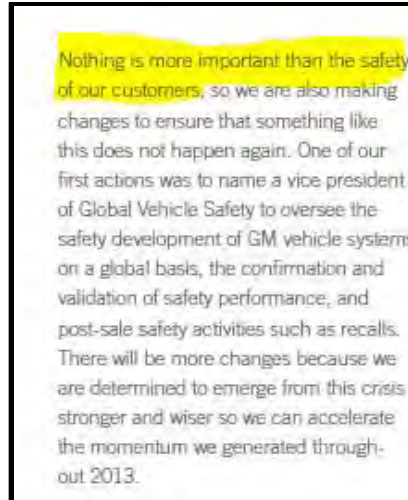 Nothing is more important than the safety
of our customers, so we are also making
changes to ensure that something like
this does not happen again. One of our
first actions was to name a vice president
of Global Vehicle Safety to oversee the
safety development of GM vehicle systems
on a global basis, the confirmation and
validation of safety performance, and
post-sale safety activities such as recalls.
There will be more changes because we
are determined to emerge from this crisis
stronger and wiser so we can accelerate
the momentum we generated through-
out 2013.